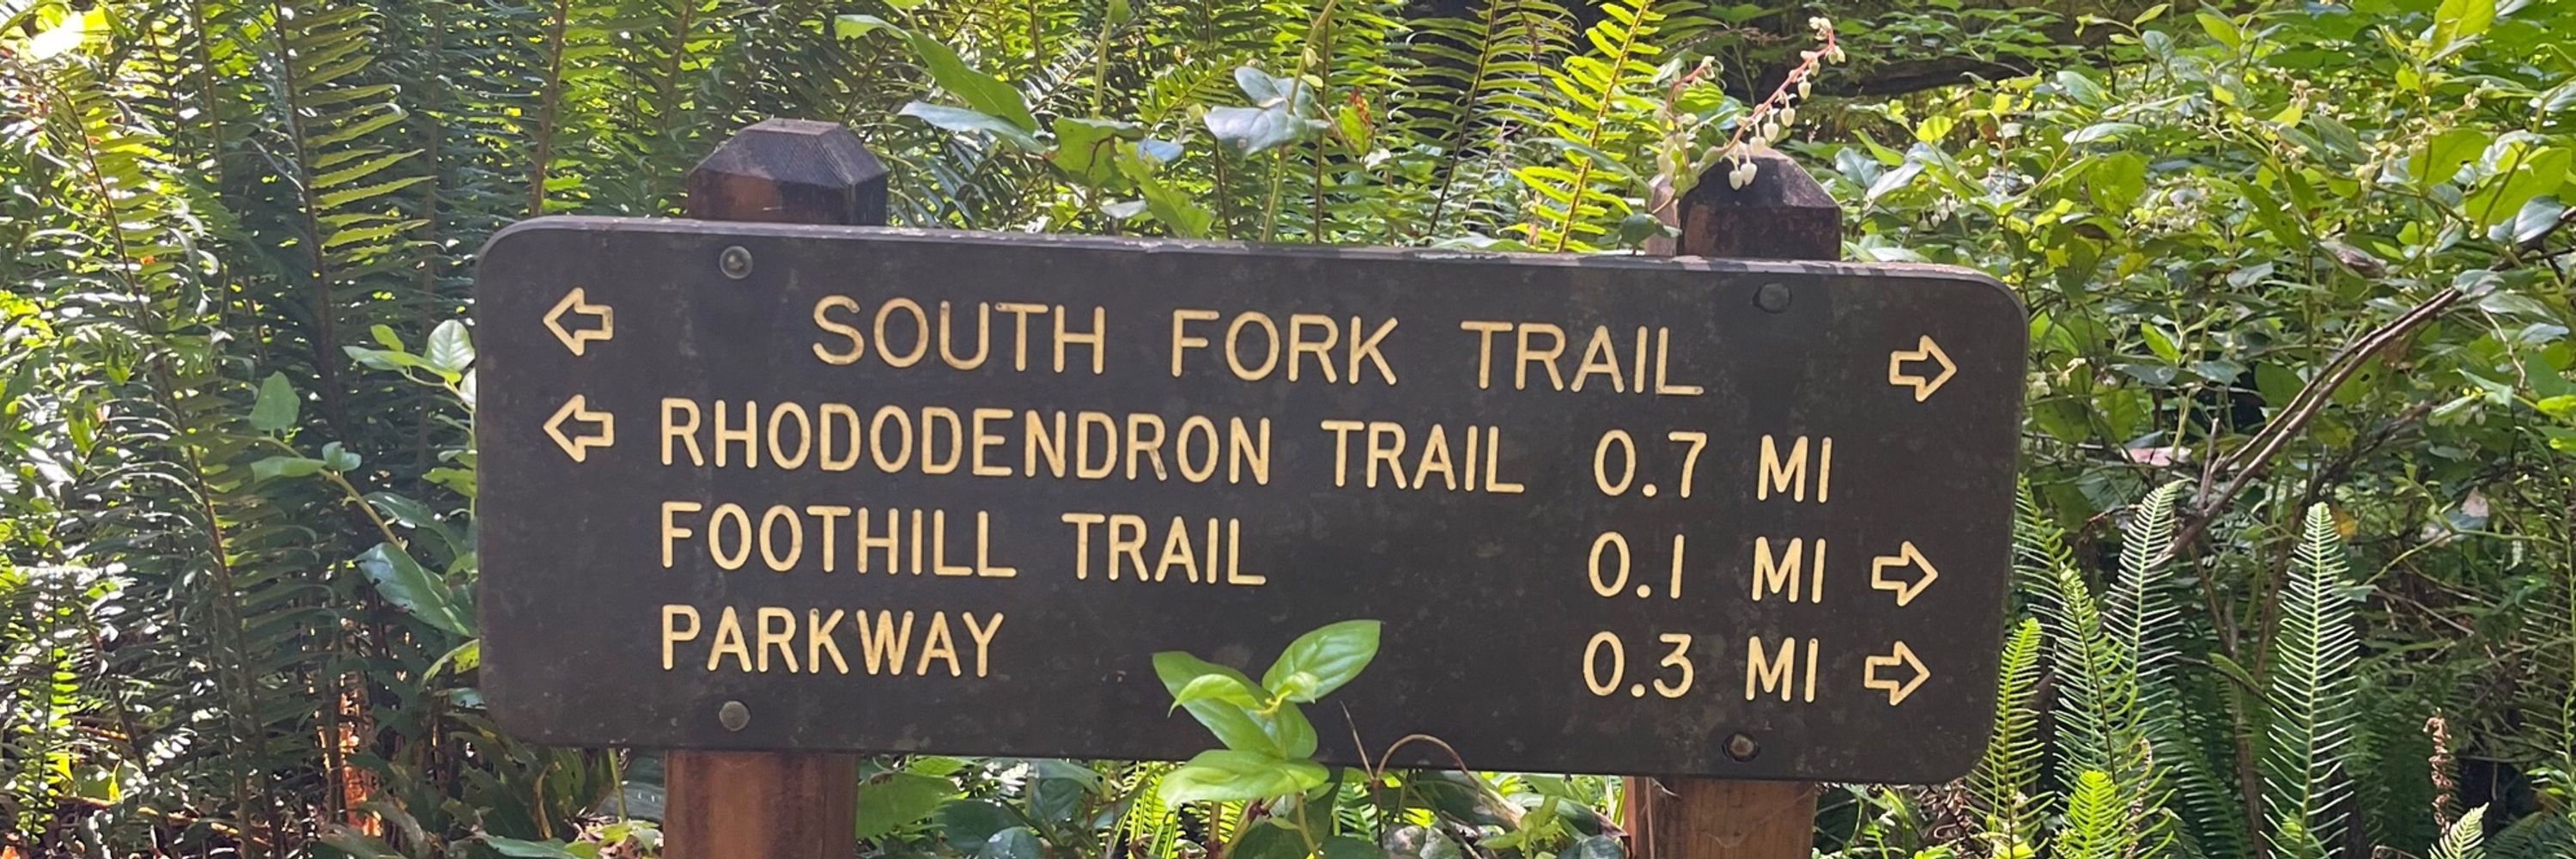 SOUTH FORK TRAIL
RHODODENDRON TRAIL 0.7 MI
FOOTHILL TRAIL 0.1 MI
PARKWAY 0.3 MI